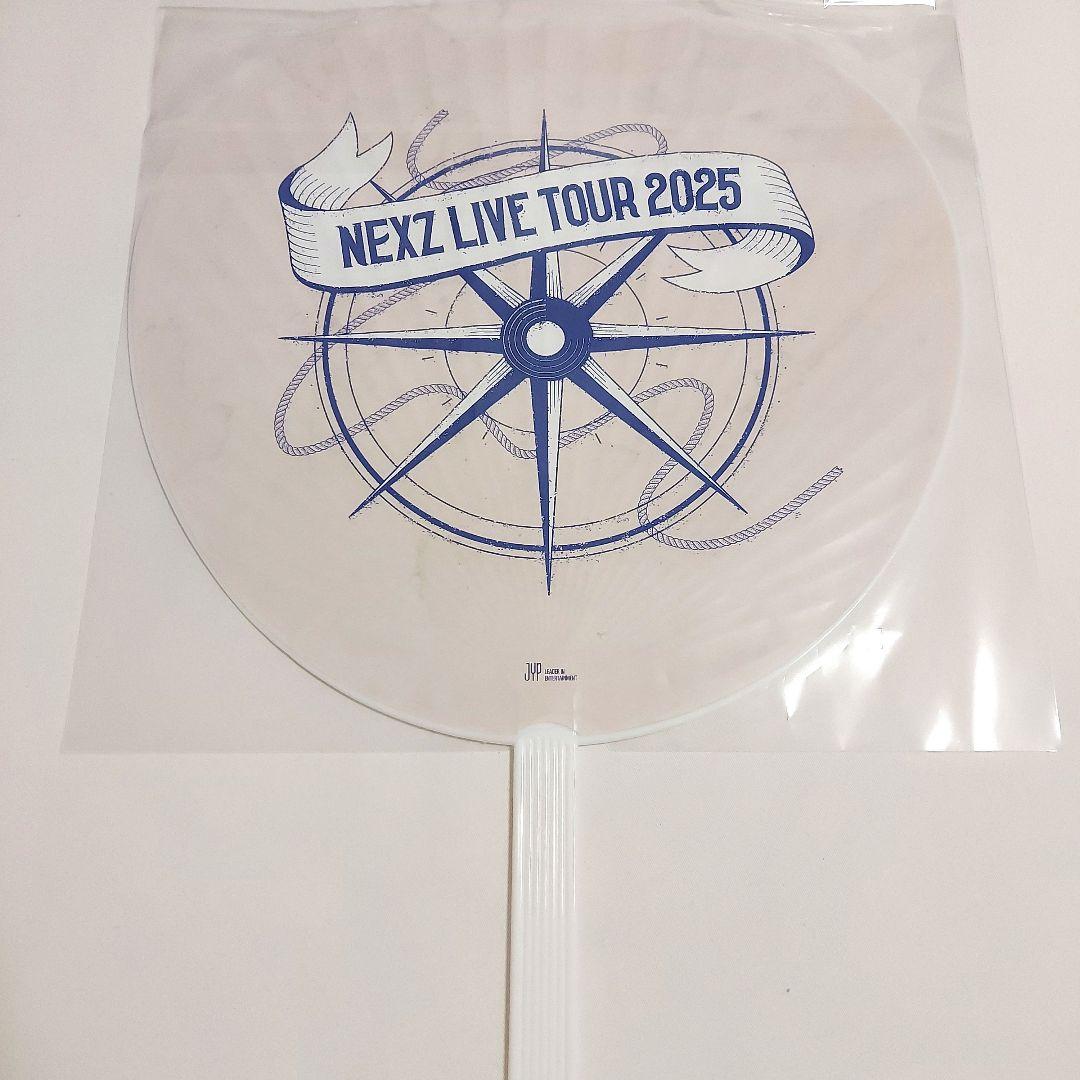 NEXZ LIVE TOUR 2025
JYP LEADER IN
ENTERTAINMENT